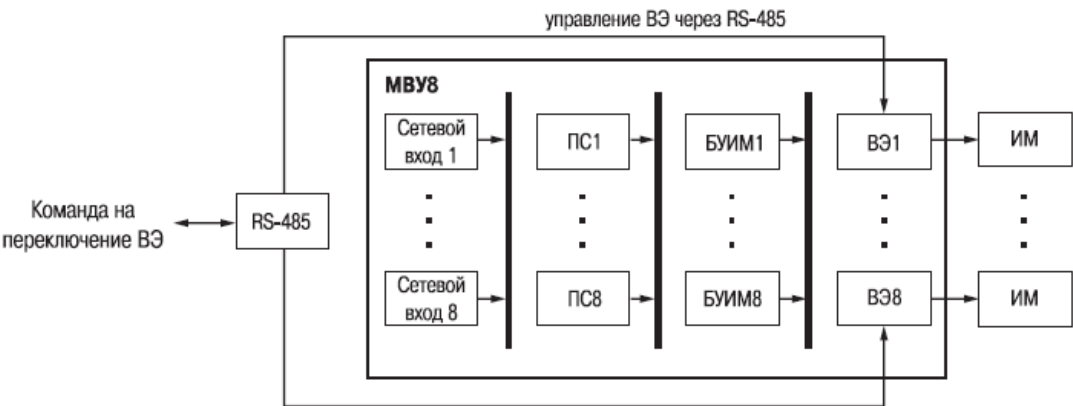 управление ВЭ через RS-485
МВУ8
Сетевой
вход 1
ПС1
БУИМ1
ВЭ1
ИМ
Команда на
переключение ВЭ
RS-485
Сетевой
вход 8
ПС8
БУИМ8
ВЭ8
ИМ